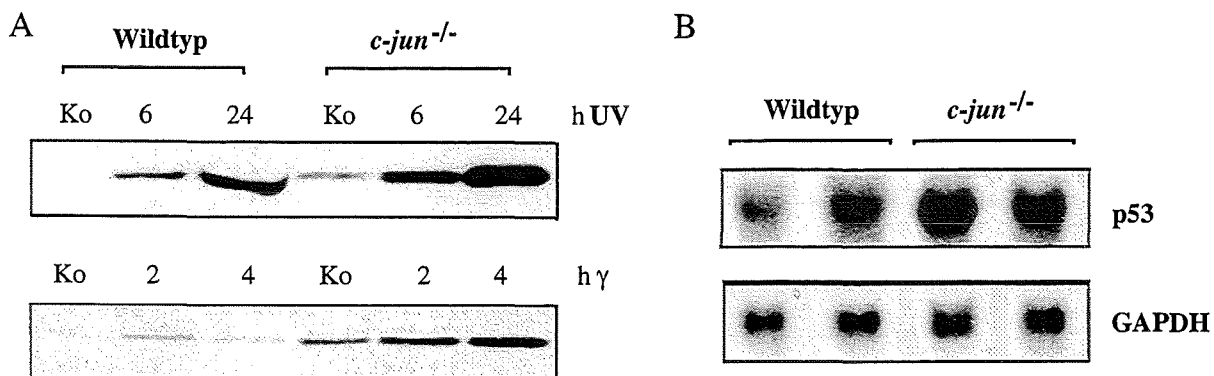 A
Wildtyp c-jun-/-
Ko 6 24 Ko 6 24 h UV
Ko 2 4 Ko 2 4 h γ
B
Wildtyp c-jun-/-
p53
GAPDH